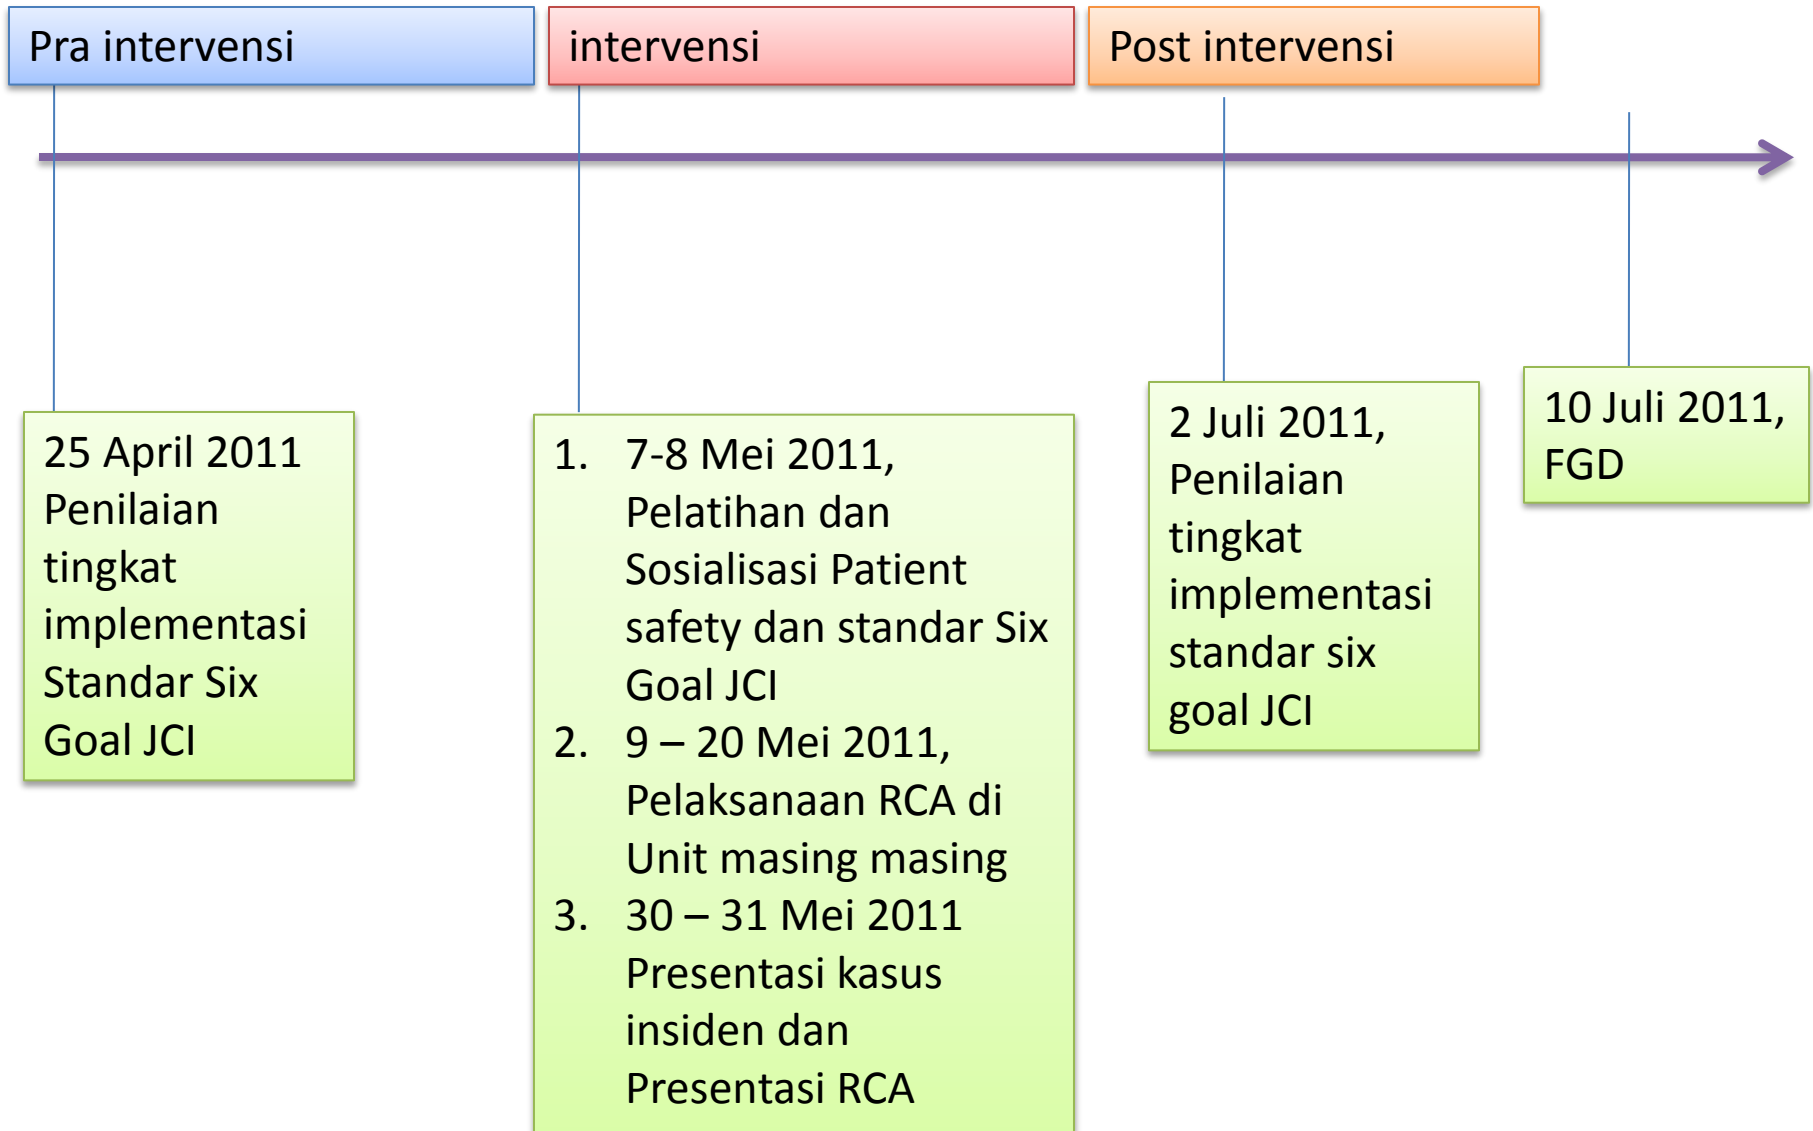 Pra intervensi
intervensi
Post intervensi
25 April 2011
Penilaian
tingkat
implementasi
Standar Six
Goal JCI
1. 7-8 Mei 2011,
Pelatihan dan
Sosialisasi Patient
safety dan standar Six
Goal JCI
2. 9 – 20 Mei 2011,
Pelaksanaan RCA di
Unit masing masing
3. 30 – 31 Mei 2011
Presentasi kasus
insiden dan
Presentasi RCA
2 Juli 2011,
Penilaian
tingkat
implementasi
standar six
goal JCI
10 Juli 2011,
FGD